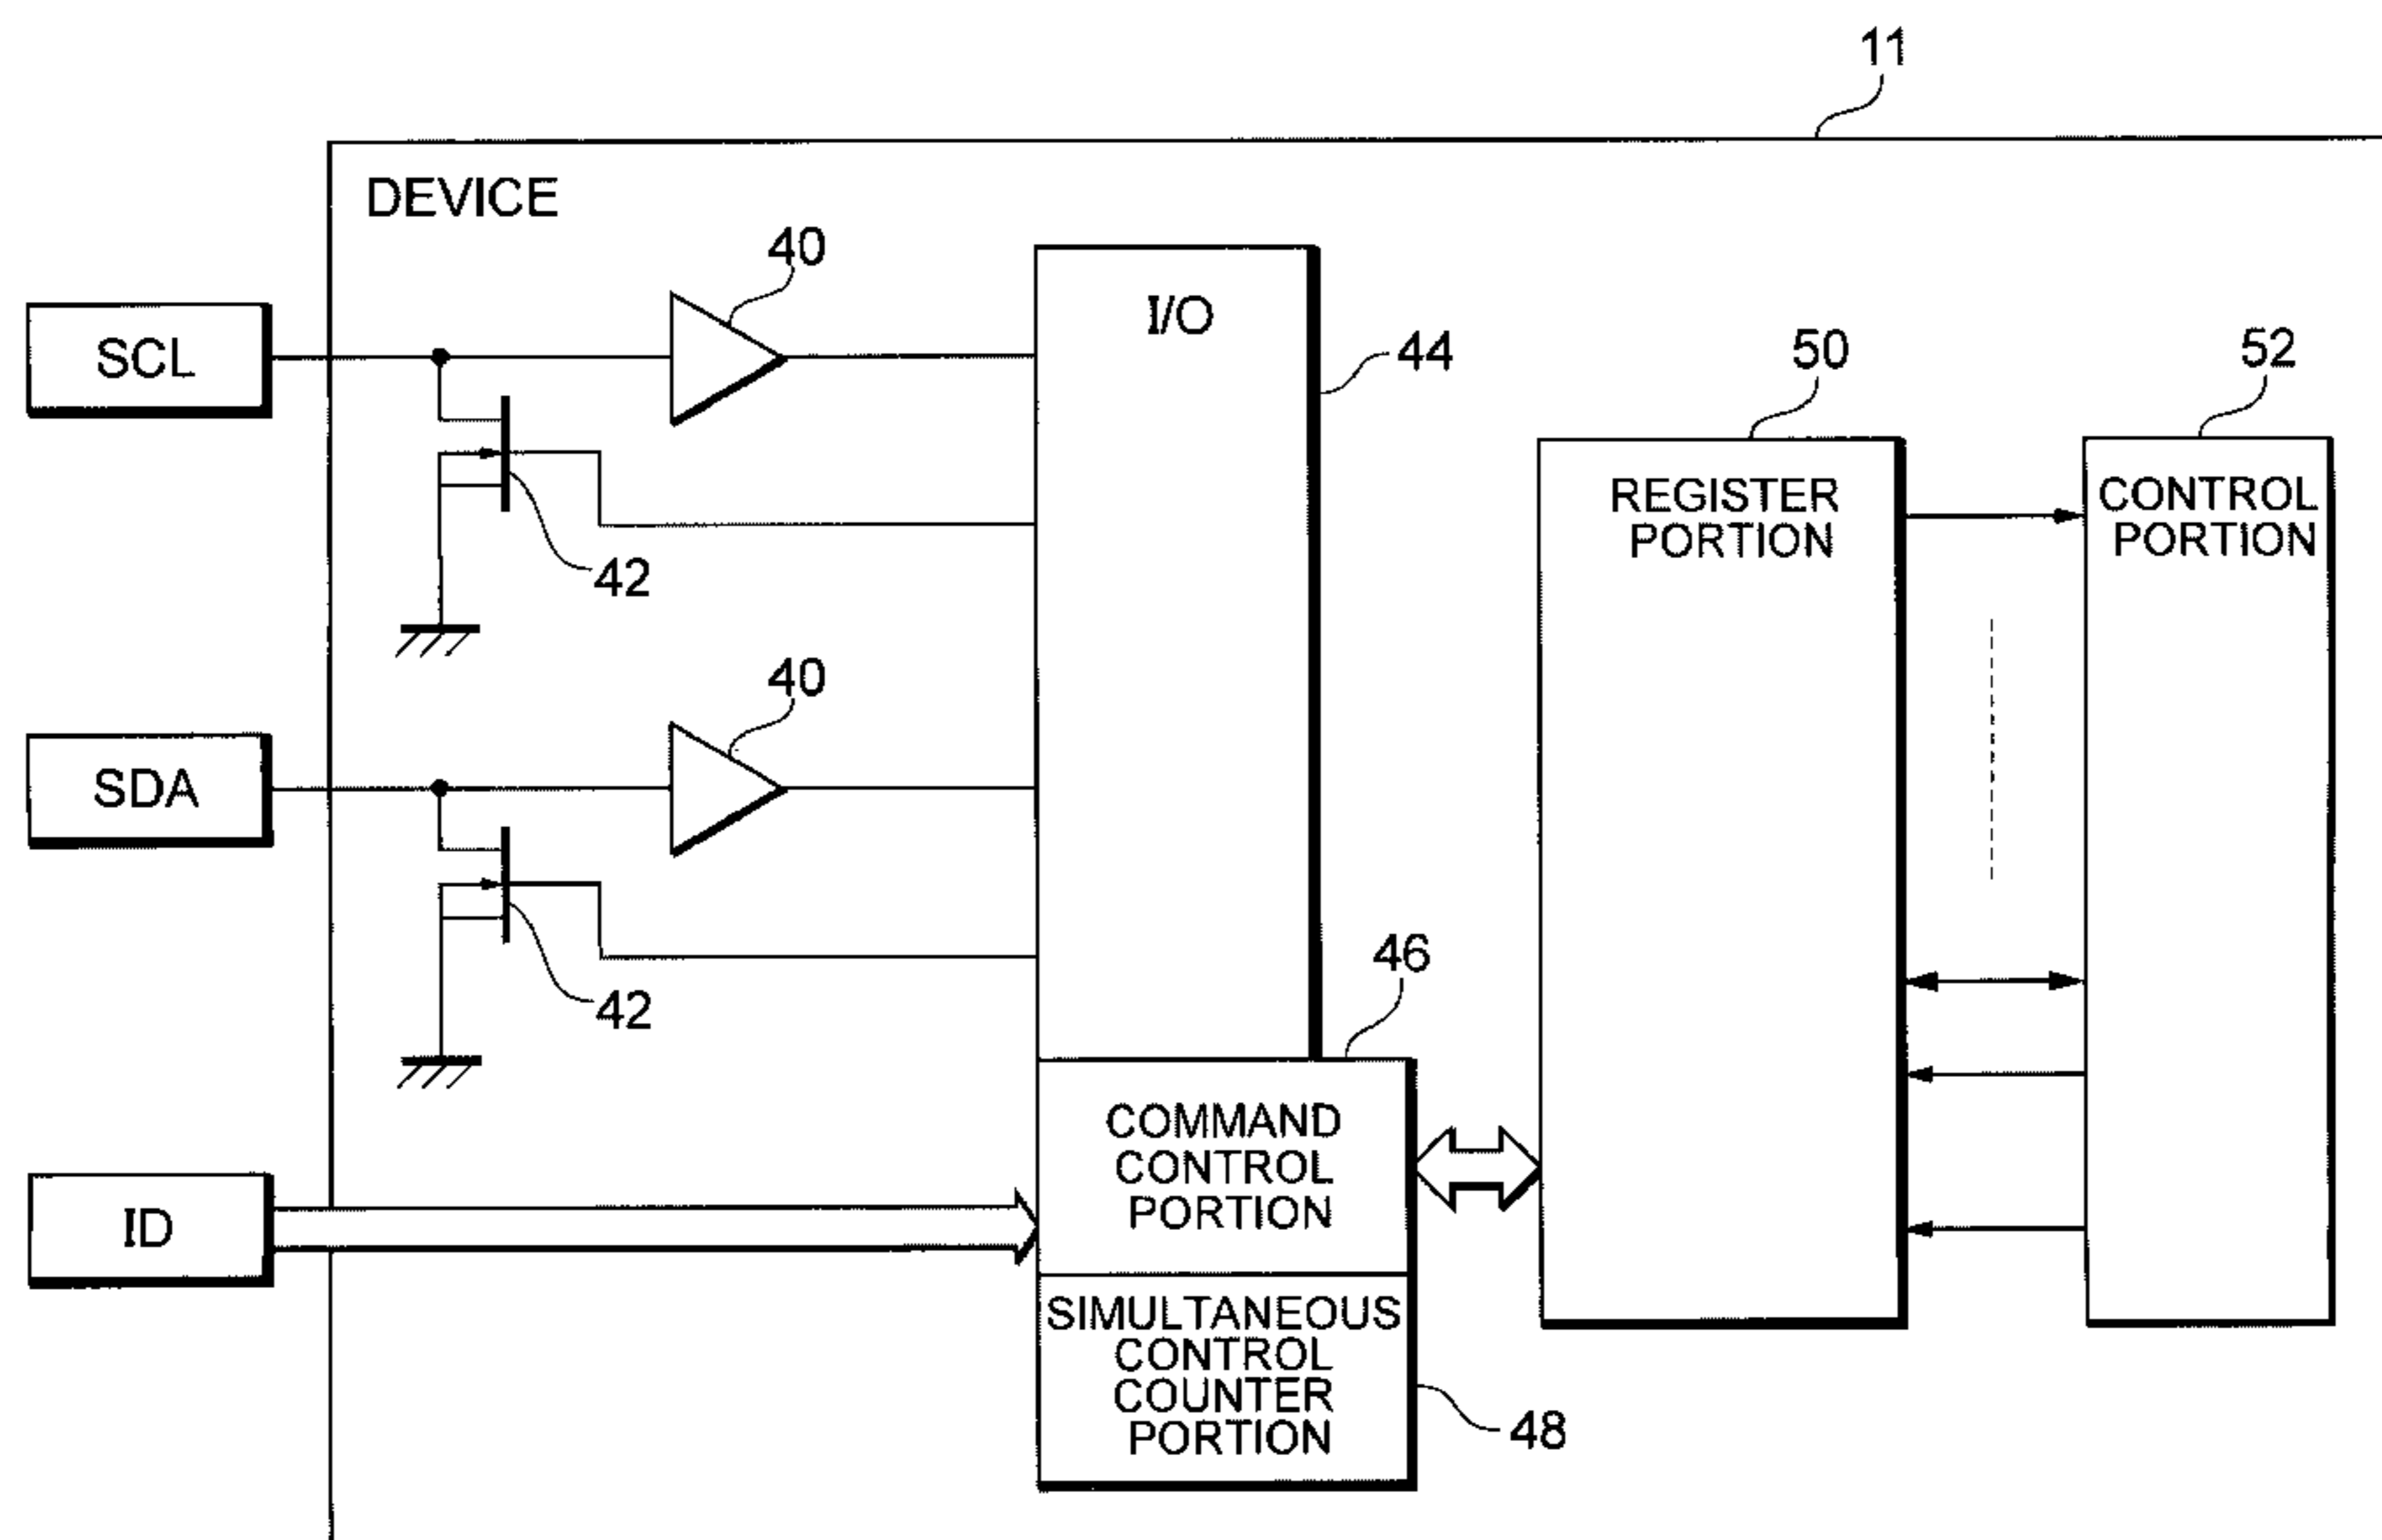 11
DEVICE
40
I/O
SCL
44
50
52
REGISTER
PORTION
CONTROL
PORTION
42
40
SDA
46
42
COMMAND
CONTROL
PORTION
ID
SIMULTANEOUS
CONTROL
COUNTER
PORTION
48